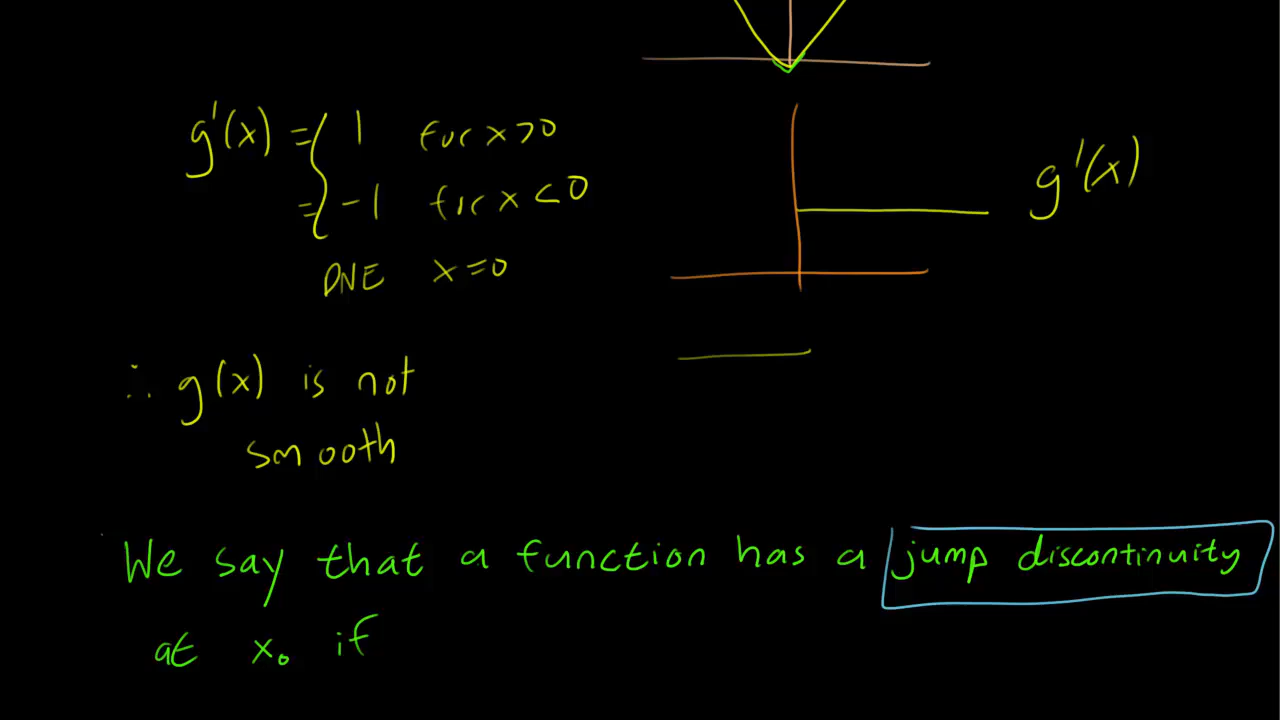 g'(x) = { 1 for x>0
= -1 for x<0
DNE x=0
g'(x)
∴ g(x) is not
smooth
We say that a function has a jump discontinuity
at x₀ if